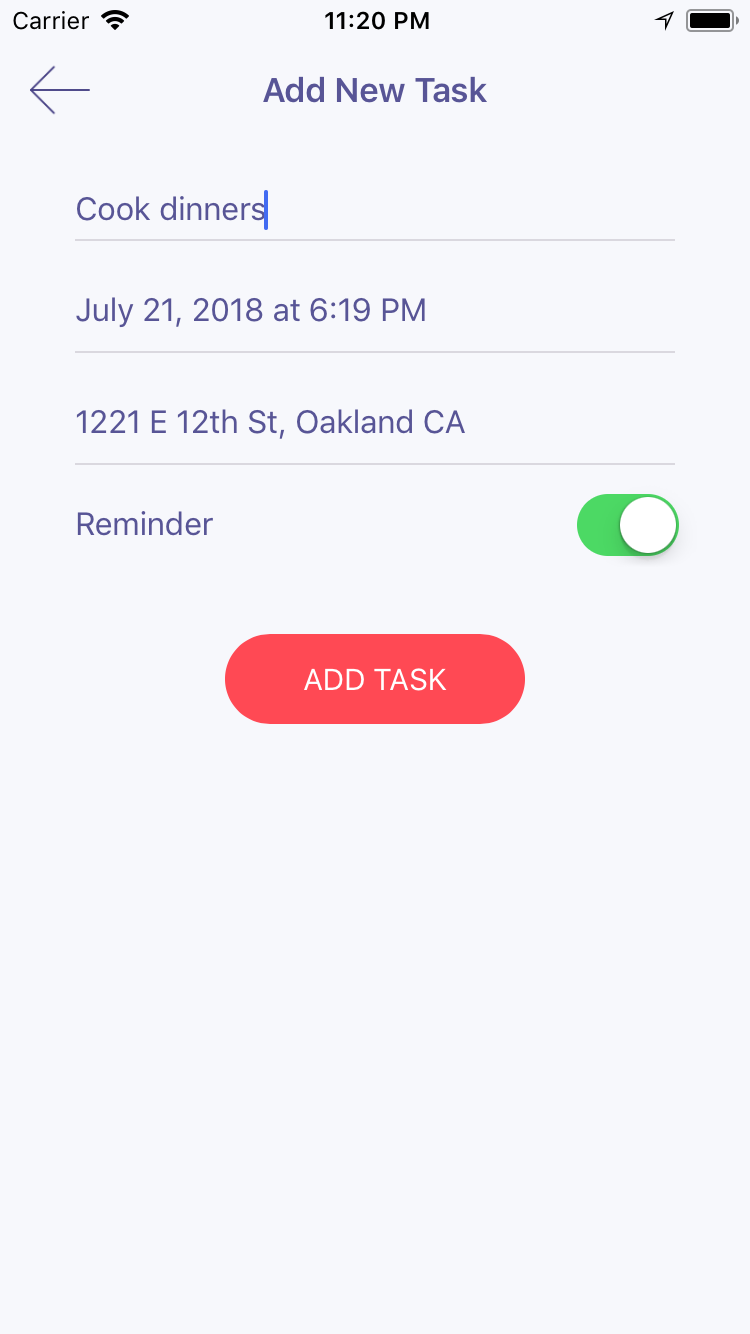 Carrier 11:20 PM
Add New Task
Cook dinners
July 21, 2018 at 6:19 PM
1221 E 12th St, Oakland CA
Reminder
ADD TASK